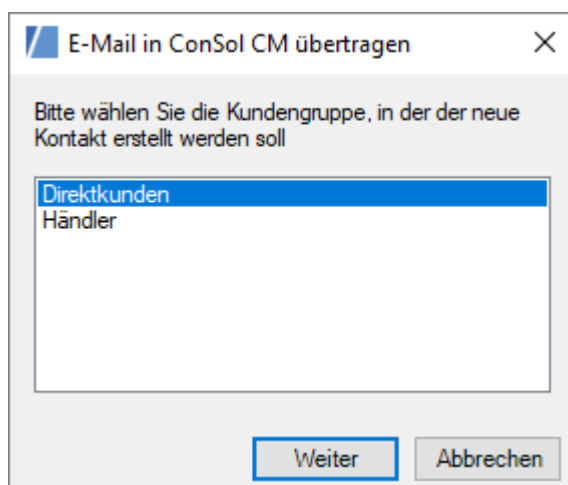 E-Mail in ConSol CM übertragen
Bitte wählen Sie die Kundengruppe, in der der neue
Kontakt erstellt werden soll
Direktkunden
Händler
Weiter
Abbrechen